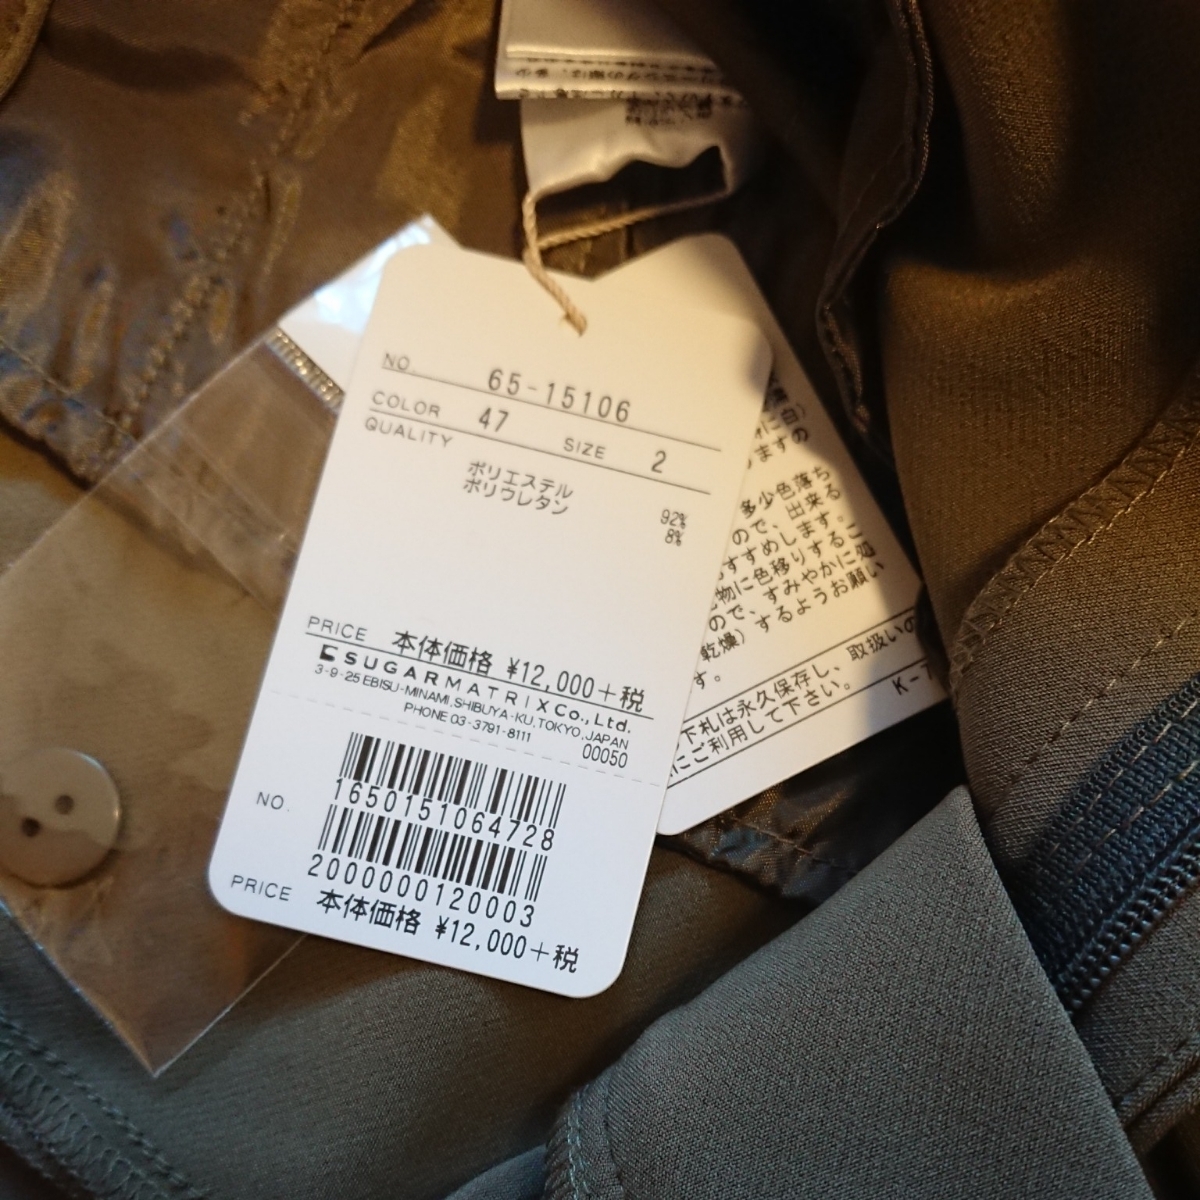 NO. 65-15106
COLOR 47 SIZE 2
QUALITY
ポリエステル 92%
ポリウレタン 8%
PRICE 本体価格 ¥12,000+税
SUGARMATRIX Co., Ltd.
3-9-25 EBISU-MINAMI, SHIBUYA-KU, TOKYO, JAPAN
PHONE 03-3791-8111
00050
NO. 1650151064728
2000000120003
PRICE 本体価格 ¥12,000+税
ますの
多少色落ち
ので、出来る
すすめします。こ
物に色移りするこ
ので、すみやかに処
乾燥）するようお願い
す。
下札は永久保存し、取扱いの
にご利用して下さい。
K-7